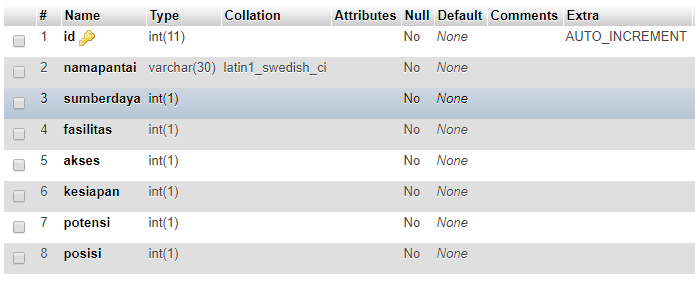 # Name Type Collation Attributes Null Default Comments Extra
1 id int(11) No None AUTO_INCREMENT
2 namapantai varchar(30) latin1_swedish_ci No None
3 sumberdaya int(1) No None
4 fasilitas int(1) No None
5 akses int(1) No None
6 kesiapan int(1) No None
7 potensi int(1) No None
8 posisi int(1) No None